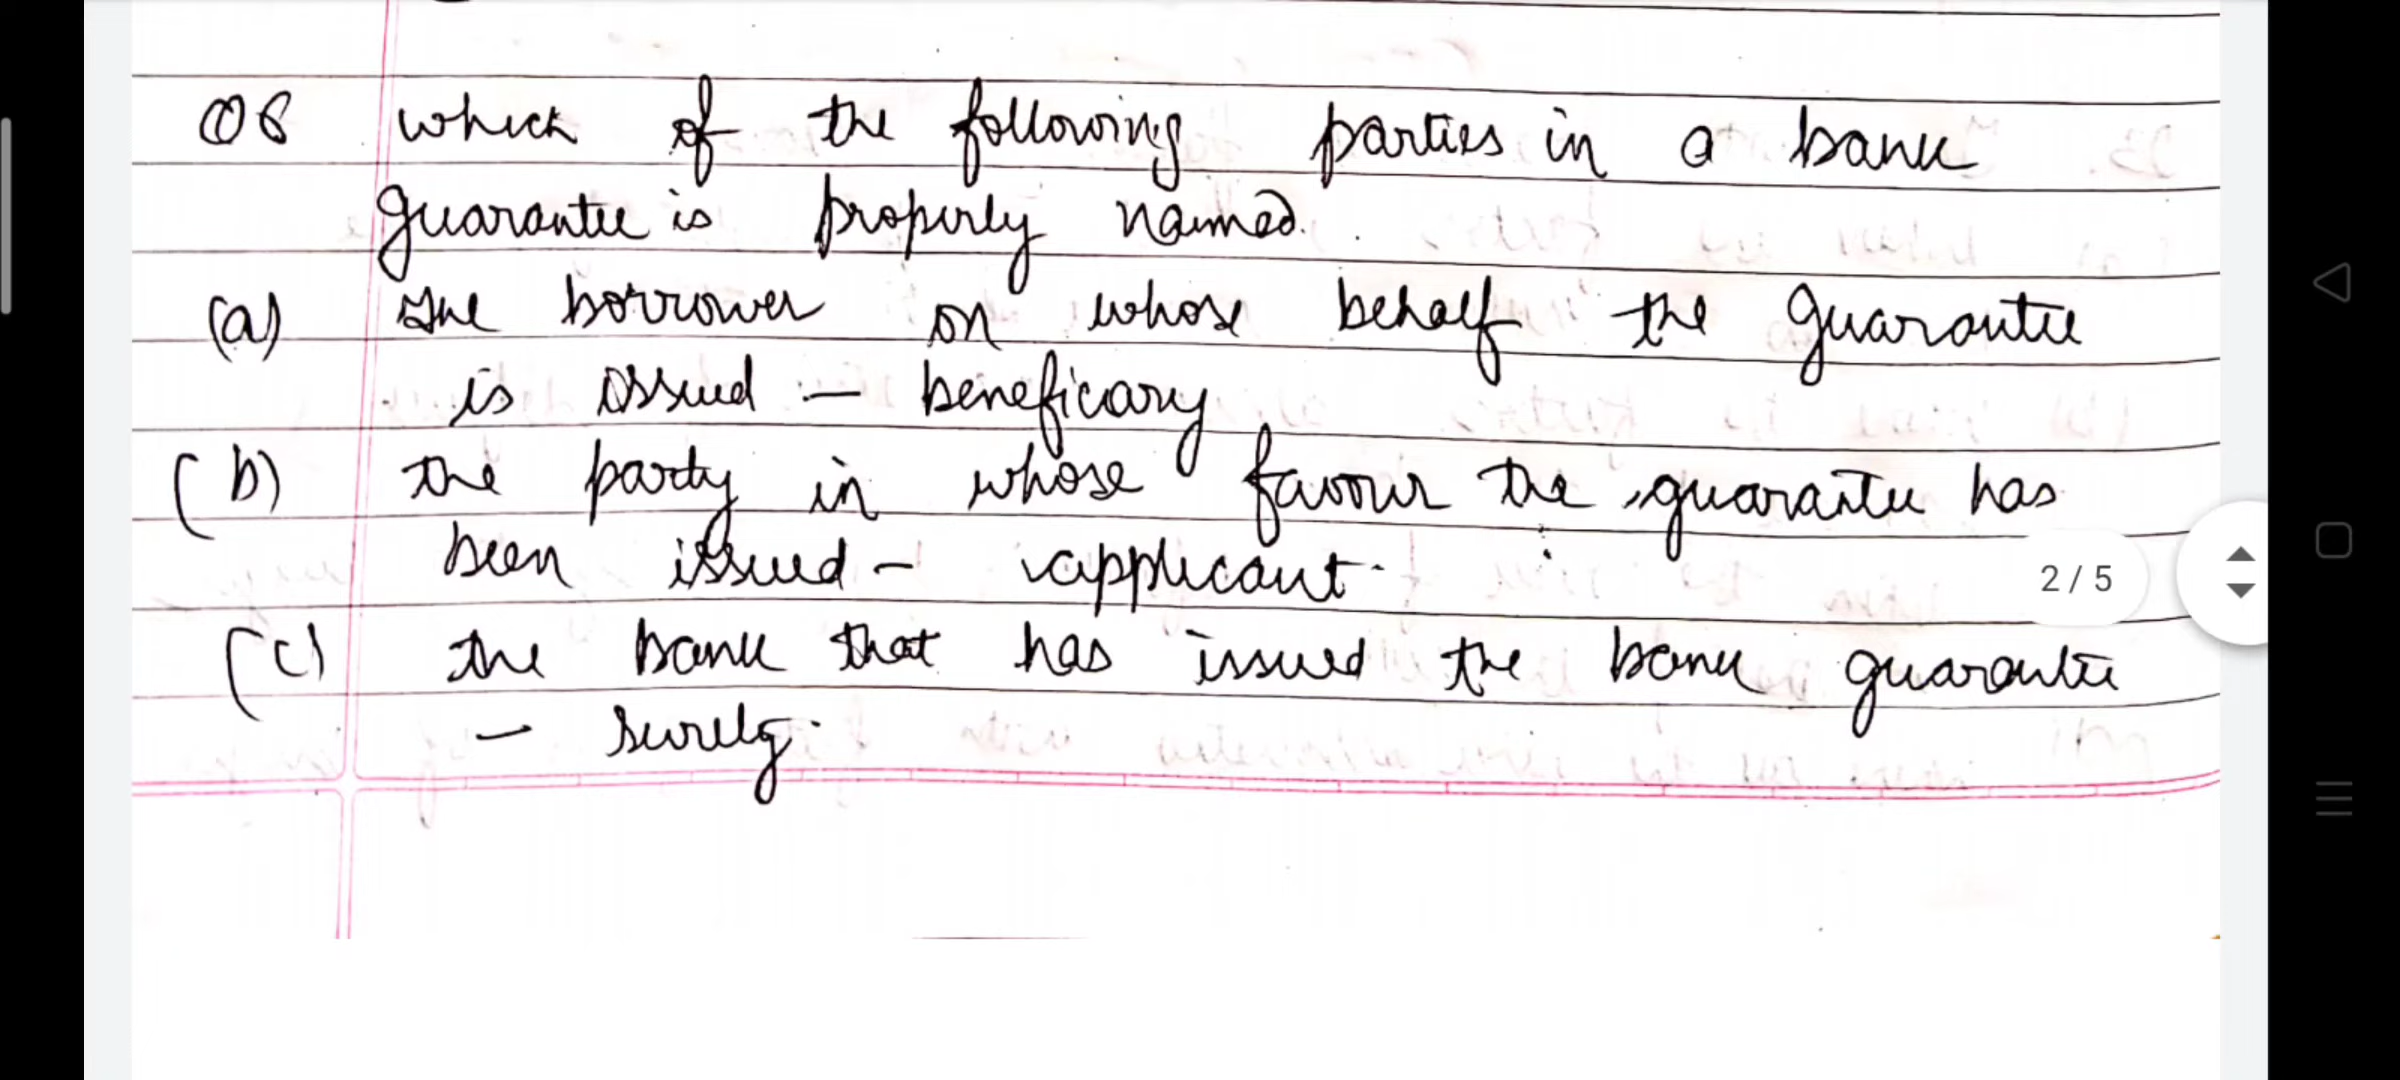 Q6 which of the following parties in a bank
guarantee is properly named.
(a) the borrower on whose behalf the guarantee
is issued - beneficary
(b) the party in whose favour the guarantee has
been issued - applicant.
2/5
(c) the bank that has issued the bank guarantee
- surety.